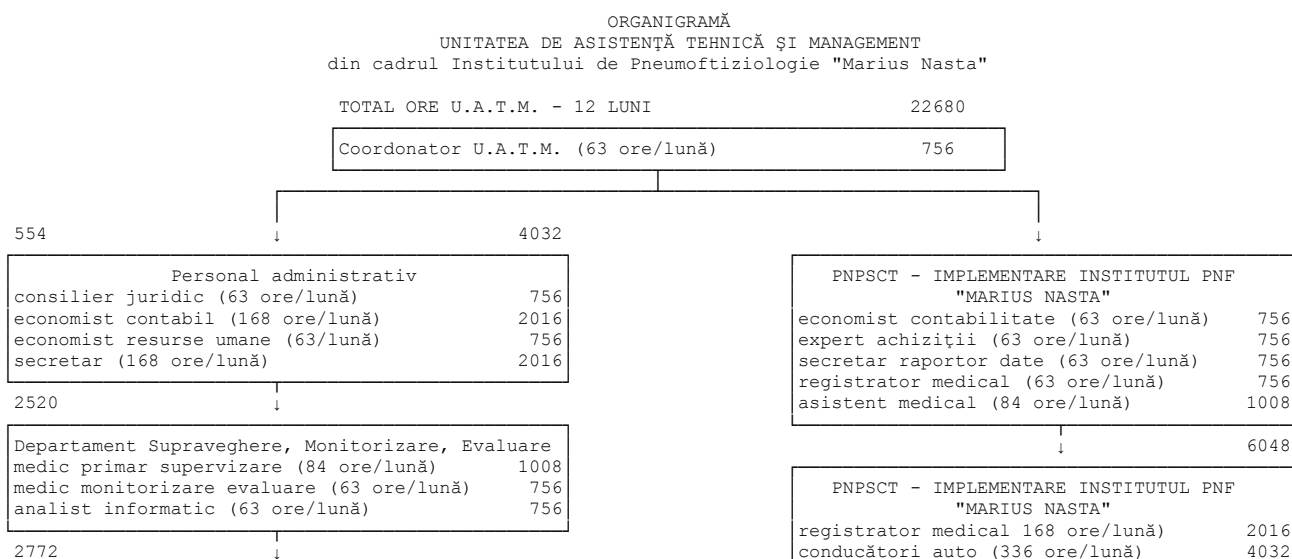 ORGANIGRAMĂ
UNITATEA DE ASISTENŢĂ TEHNICĂ ŞI MANAGEMENT
din cadrul Institutului de Pneumoftiziologie "Marius Nasta"
TOTAL ORE U.A.T.M. - 12 LUNI 22680
Coordonator U.A.T.M. (63 ore/lună) 756
554 ↓ 4032 ↓
Personal administrativ
consilier juridic (63 ore/lună) 756
economist contabil (168 ore/lună) 2016
economist resurse umane (63/lună) 756
secretar (168 ore/lună) 2016
2520 ↓
Departament Supraveghere, Monitorizare, Evaluare
medic primar supervizare (84 ore/lună) 1008
medic monitorizare evaluare (63 ore/lună) 756
analist informatic (63 ore/lună) 756
2772 ↓
PNPSCT - IMPLEMENTARE INSTITUTUL PNF
"MARIUS NASTA"
economist contabilitate (63 ore/lună) 756
expert achiziţii (63 ore/lună) 756
secretar raportor date (63 ore/lună) 756
registrator medical (63 ore/lună) 756
asistent medical (84 ore/lună) 1008
↓ 6048
PNPSCT - IMPLEMENTARE INSTITUTUL PNF
"MARIUS NASTA"
registrator medical 168 ore/lună) 2016
conducători auto (336 ore/lună) 4032